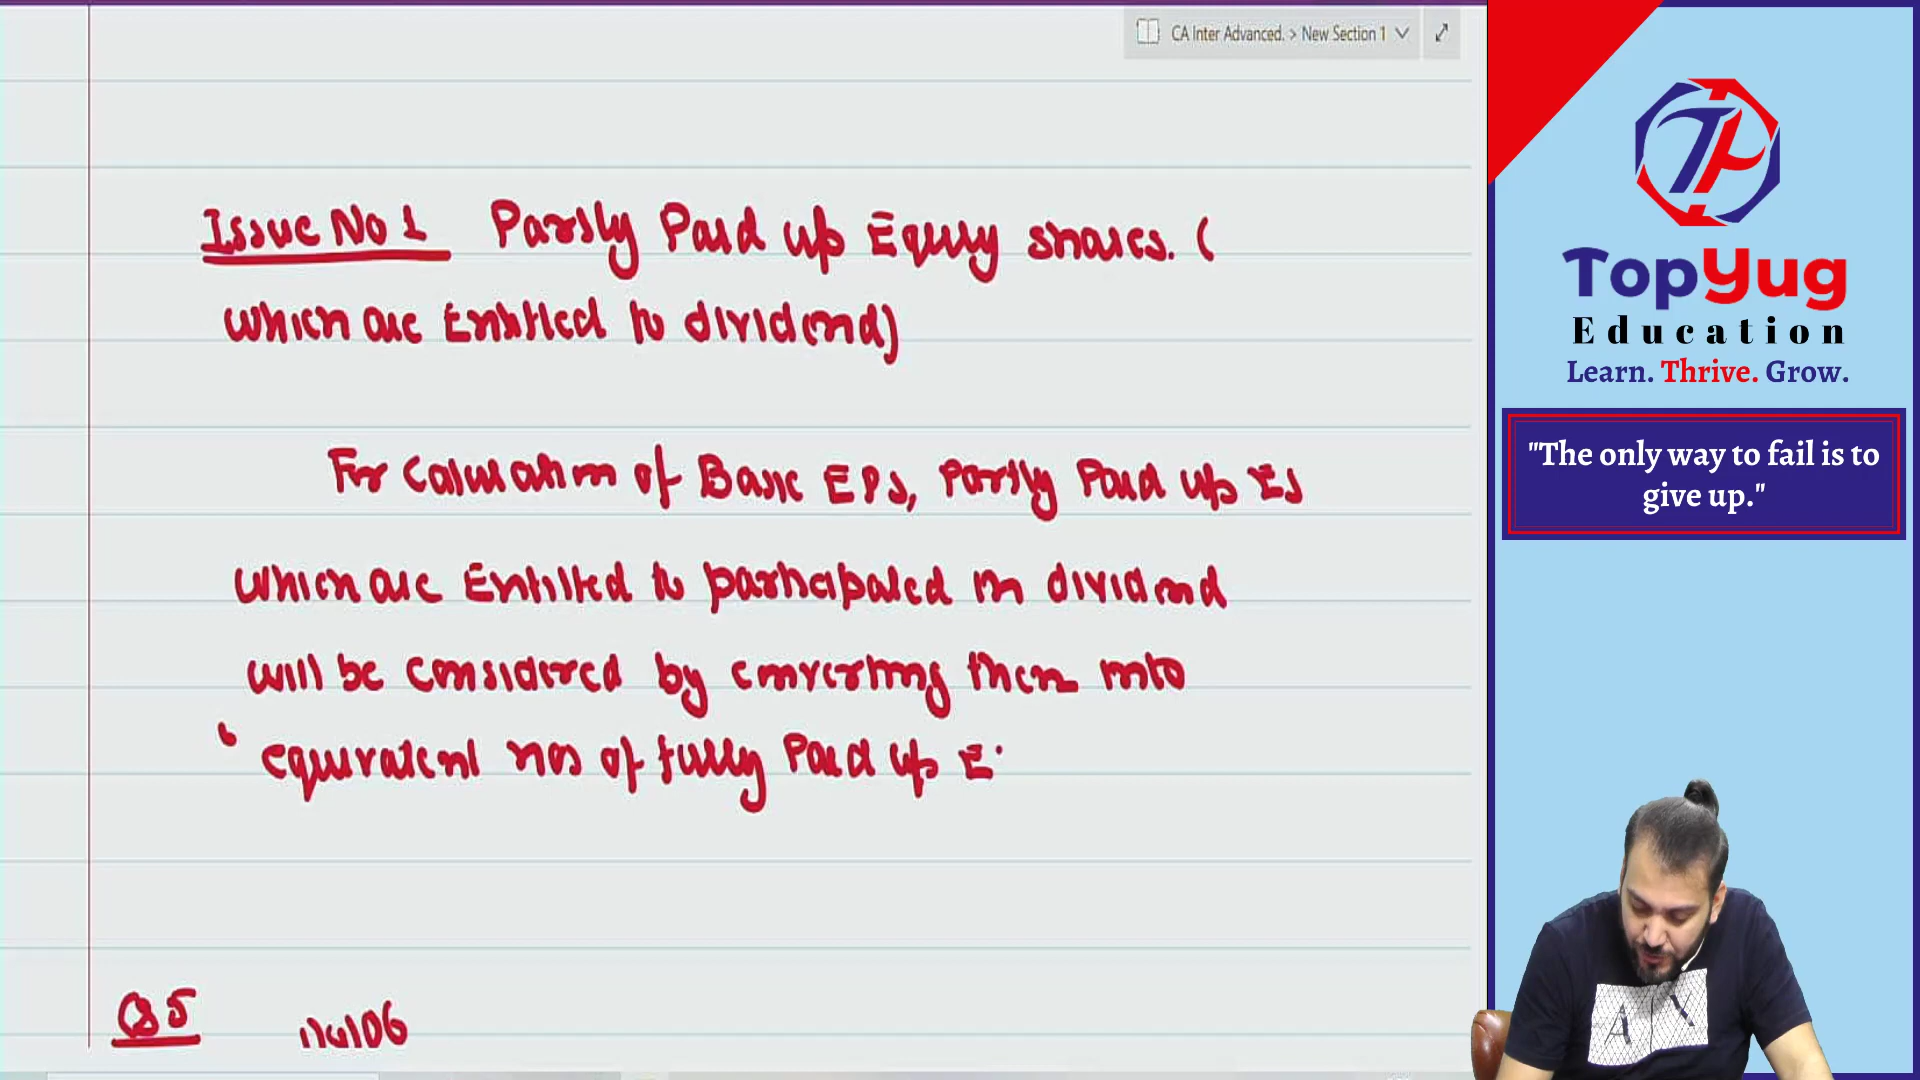 CA Inter Advanced. > New Section 1
Issue No 1 Partly Paid up Equity shares. (
which are Entitled to dividend)
For Calculation of Basic EPS, Partly Paid up ES
which are Entitled to participated in dividend
will be considered by converting them into
equivalent nos of fully Paid up E
Q5 1/4/06
TopYug
Education
Learn. Thrive. Grow.
"The only way to fail is to
give up."
A X